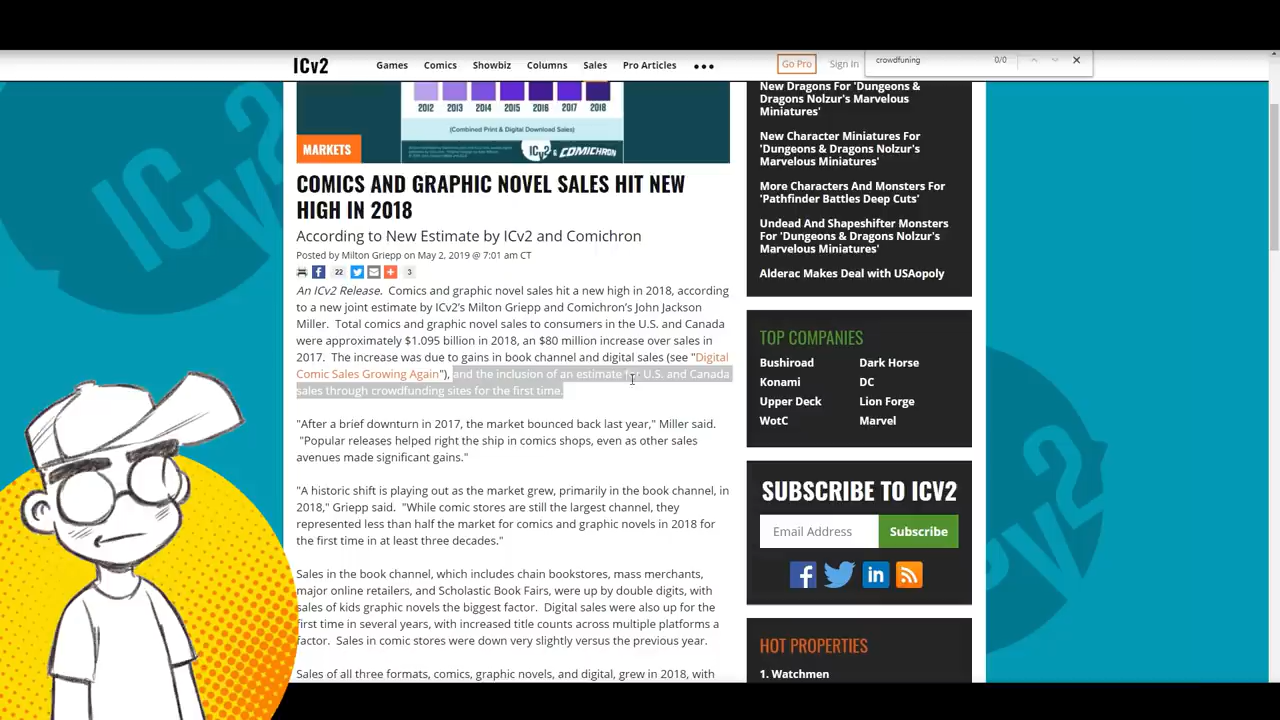 ICv2
Games
Comics
Showbiz
Columns
Sales
Pro Articles
Go Pro
Sign in
crowdfuning
0/0
2012 2013 2014 2015 2016 2017 2018
(Combined Print & Digital Download Sales)
ICv2 & COMICHRON
MARKETS
COMICS AND GRAPHIC NOVEL SALES HIT NEW
HIGH IN 2018
According to New Estimate by ICv2 and Comichron
Posted by Milton Griepp on May 2, 2019 @ 7:01 am CT
22
3
An ICv2 Release. Comics and graphic novel sales hit a new high in 2018, according
to a new joint estimate by ICv2's Milton Griepp and Comichron's John Jackson
Miller. Total comics and graphic novel sales to consumers in the U.S. and Canada
were approximately $1.095 billion in 2018, an $80 million increase over sales in
2017. The increase was due to gains in book channel and digital sales (see "Digital
Comic Sales Growing Again"), and the inclusion of an estimate for U.S. and Canada
sales through crowdfunding sites for the first time.
"After a brief downturn in 2017, the market bounced back last year," Miller said.
"Popular releases helped right the ship in comics shops, even as other sales
avenues made significant gains."
"A historic shift is playing out as the market grew, primarily in the book channel, in
2018," Griepp said. "While comic stores are still the largest channel, they
represented less than half the market for comics and graphic novels in 2018 for
the first time in at least three decades."
Sales in the book channel, which includes chain bookstores, mass merchants,
major online retailers, and Scholastic Book Fairs, were up by double digits, with
sales of kids graphic novels the biggest factor. Digital sales were also up for the
first time in several years, with increased title counts across multiple platforms a
factor. Sales in comic stores were down very slightly versus the previous year.
Sales of all three formats, comics, graphic novels, and digital, grew in 2018, with
New Dragons For 'Dungeons &
Dragons Nolzur's Marvelous
Miniatures'
New Character Miniatures For
'Dungeons & Dragons Nolzur's
Marvelous Miniatures'
More Characters And Monsters For
'Pathfinder Battles Deep Cuts'
Undead And Shapeshifter Monsters
For 'Dungeons & Dragons Nolzur's
Marvelous Miniatures'
Alderac Makes Deal with USAopoly
TOP COMPANIES
Bushiroad Dark Horse
Konami DC
Upper Deck Lion Forge
WotC Marvel
SUBSCRIBE TO ICV2
Email Address Subscribe
HOT PROPERTIES
1. Watchmen
ICv2
ICv2